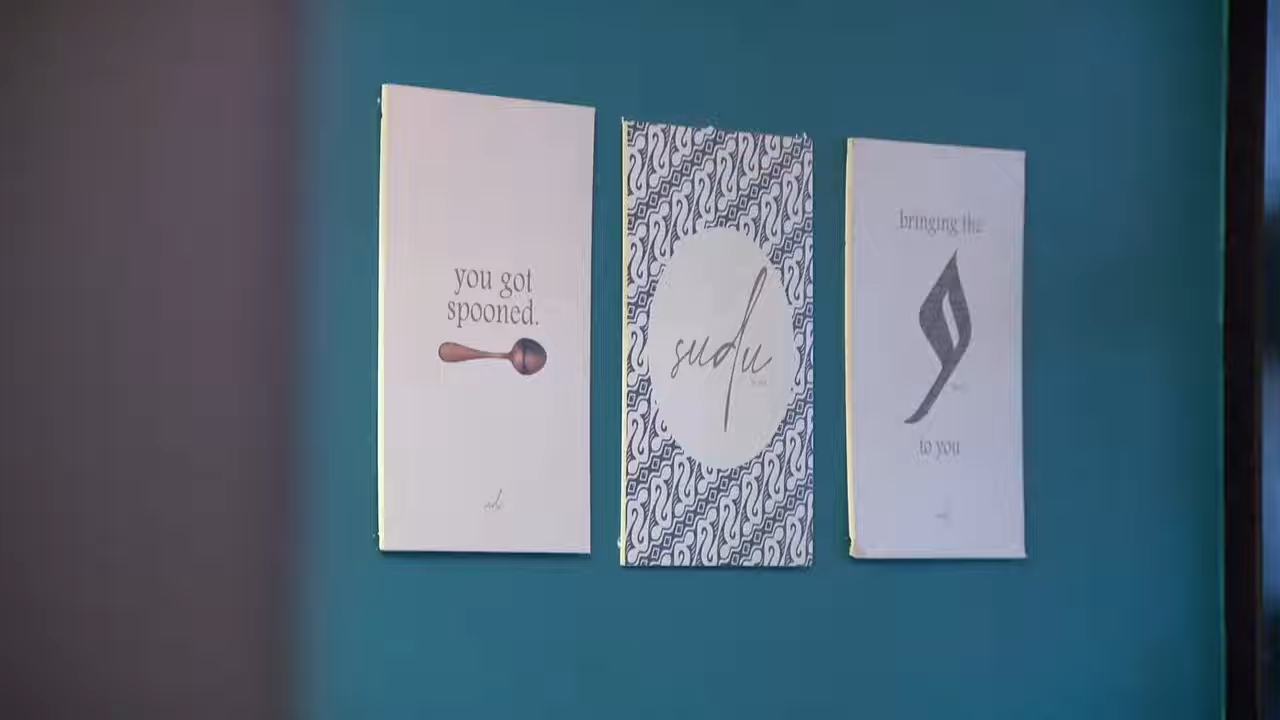 you got
spooned.
sudu
bringing the
to you